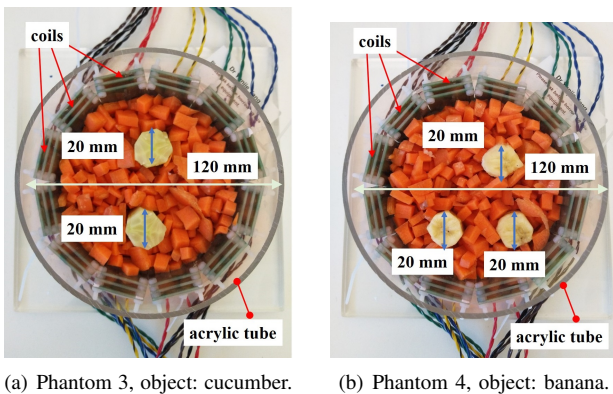 coils
20 mm
120 mm
20 mm
acrylic tube
(a) Phantom 3, object: cucumber.
coils
20 mm
120 mm
20 mm
20 mm
acrylic tube
(b) Phantom 4, object: banana.